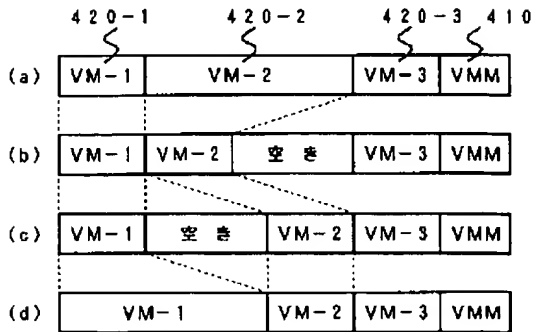 420-1 420-2 420-3 410
(a) VM-1 VM-2 VM-3 VMM
(b) VM-1 VM-2 空き VM-3 VMM
(c) VM-1 空き VM-2 VM-3 VMM
(d) VM-1 VM-2 VM-3 VMM